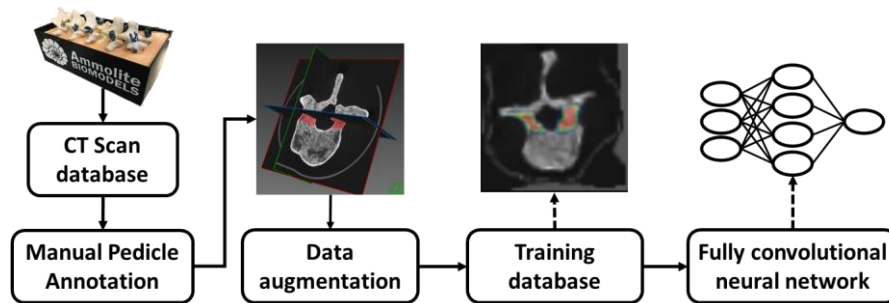 Ammolite
BIOMODELS
CT Scan
database
Manual Pedicle
Annotation
Data
augmentation
Training
database
Fully convolutional
neural network